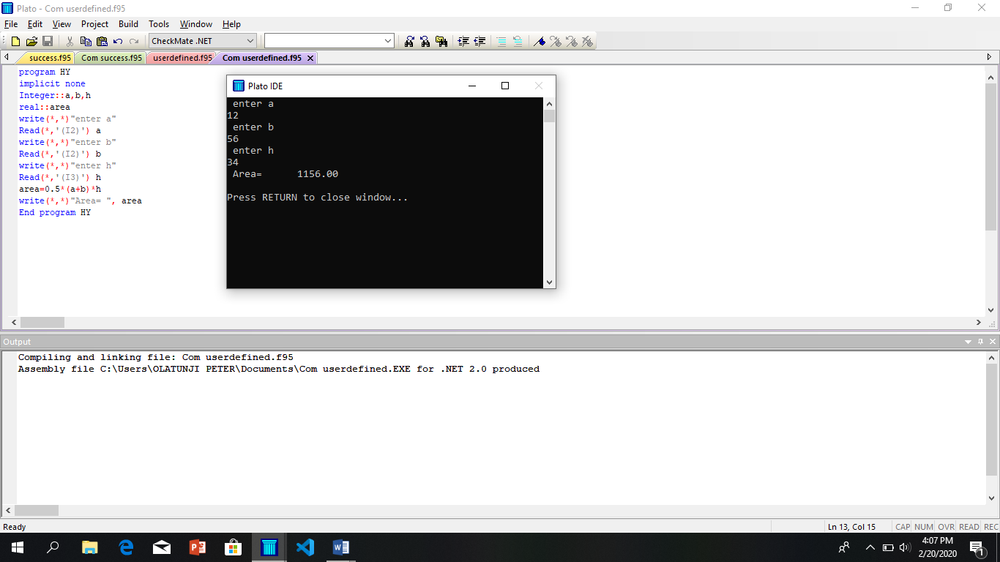 Plato - Com userdefined.f95
File Edit View Project Build Tools Window Help
CheckMate .NET
success.f95 Com success.f95 userdefined.f95 Com userdefined.f95
program HY
implicit none
Integer::a,b,h
real::area
write(*,*)"enter a"
Read(*,'(I2)') a
write(*,*)"enter b"
Read(*,'(I2)') b
write(*,*)"enter h"
Read(*,'(I3)') h
area=0.5*(a+b)*h
write(*,*)"Area= ", area
End program HY
Plato IDE
enter a
12
enter b
56
enter h
34
Area= 1156.00
Press RETURN to close window...
Output
Compiling and linking file: Com userdefined.f95
Assembly file C:\Users\OLATUNJI PETER\Documents\Com userdefined.EXE for .NET 2.0 produced
Ready Ln 13, Col 15 CAP NUM OVR READ REC
4:07 PM
2/20/2020
1